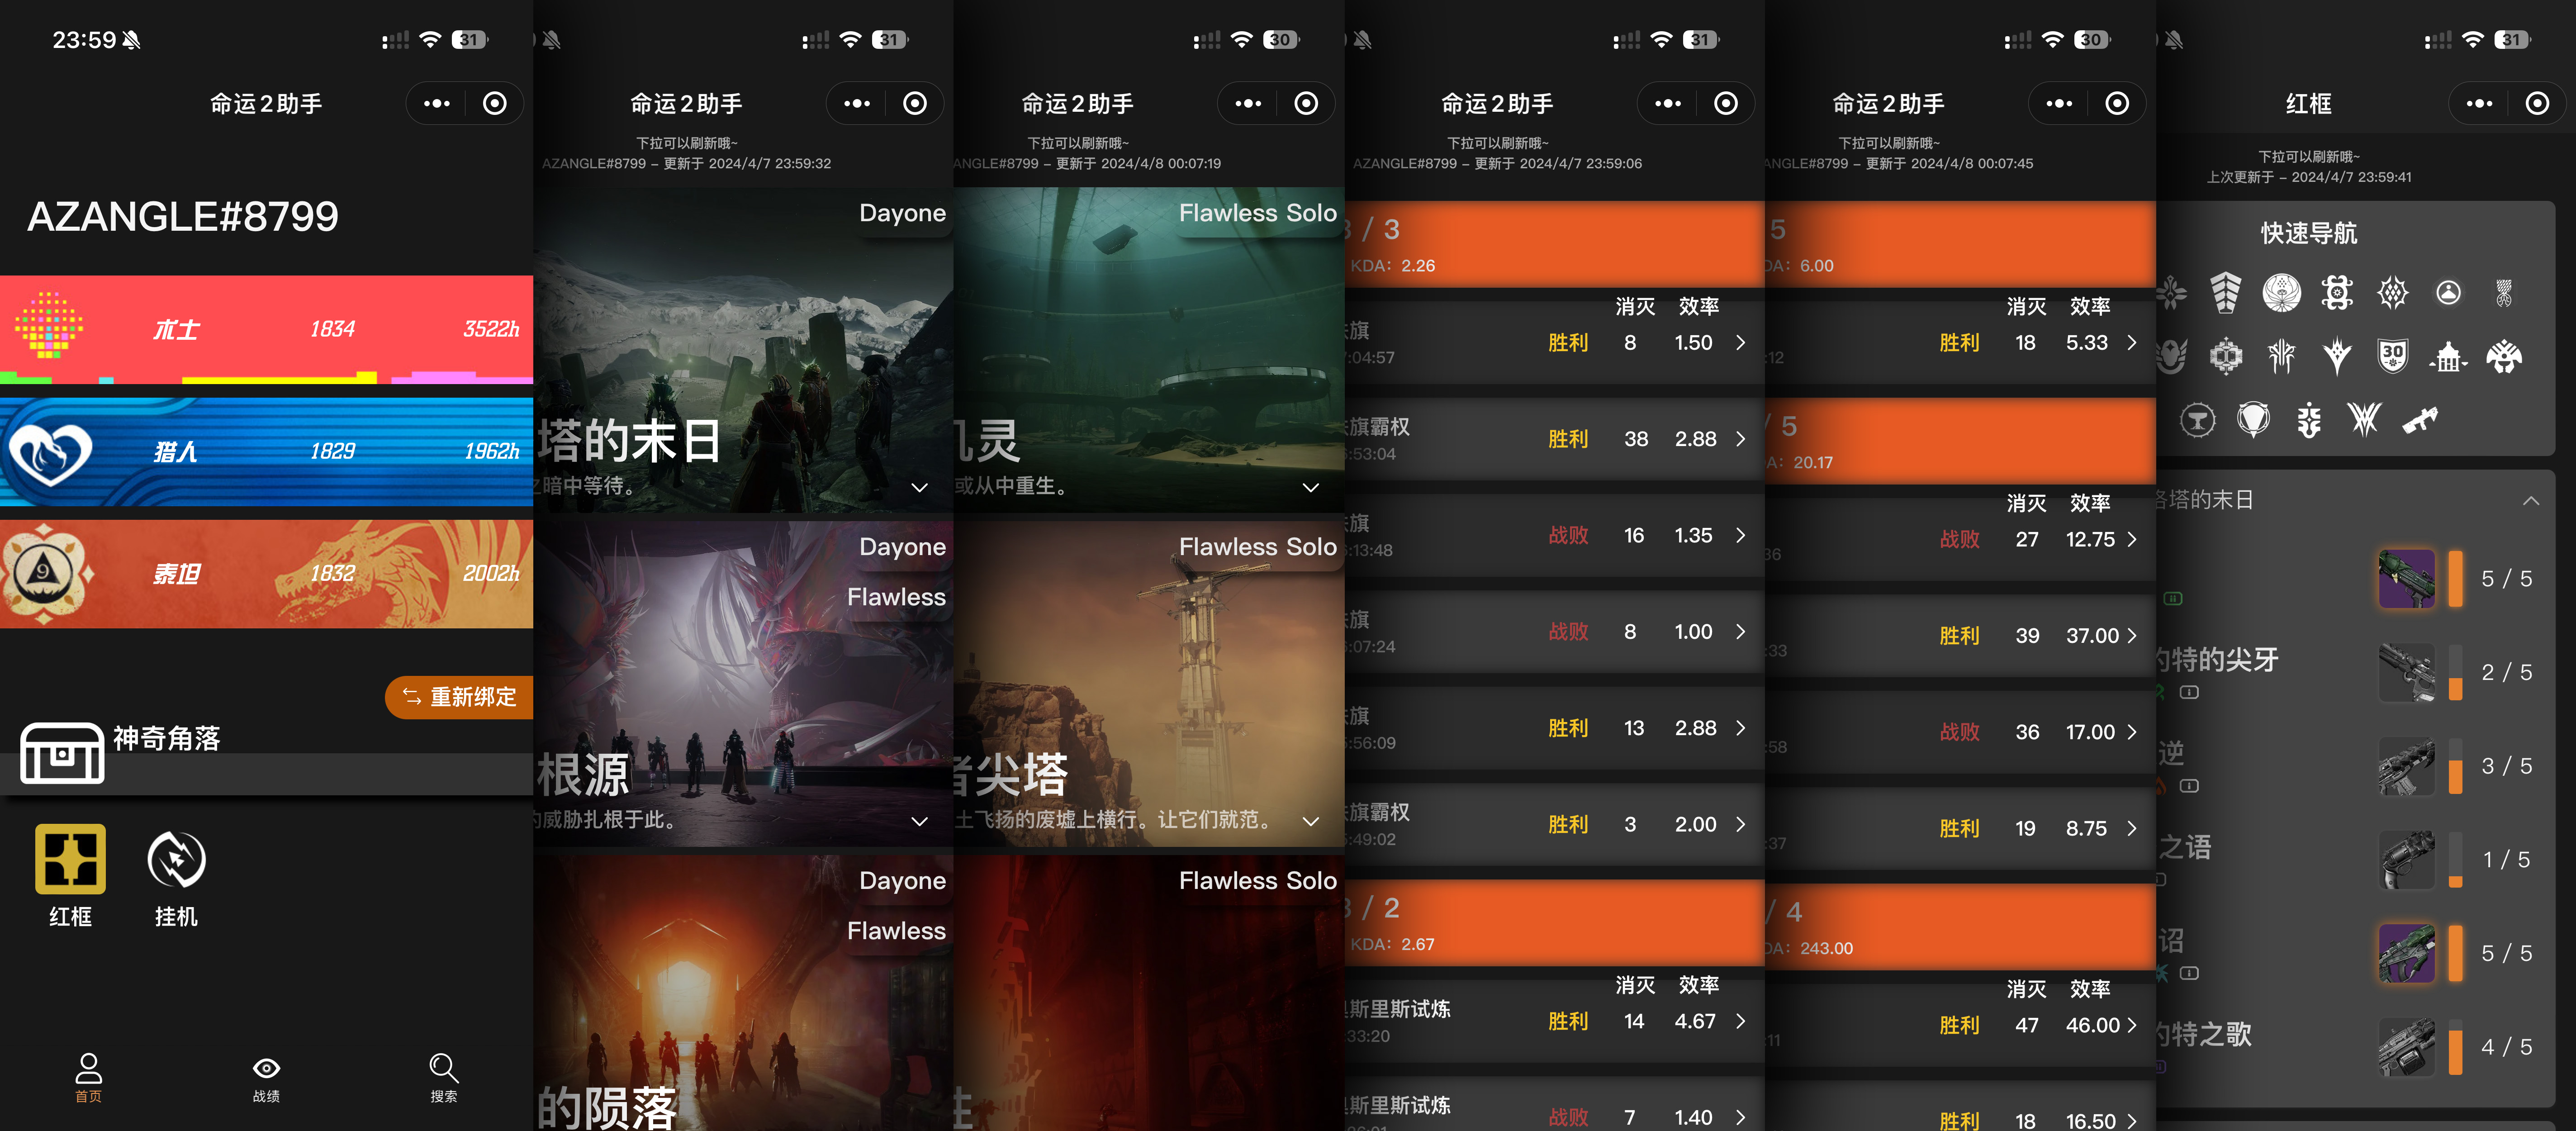 23:59
31
命运2助手
AZANGLE#8799
术士 1834 3522h
猎人 1829 1962h
泰坦 1832 2002h
重新绑定
神奇角落
红框 挂机
首页 战绩 搜索
31
命运2助手
下拉可以刷新哦~
AZANGLE#8799 – 更新于 2024/4/7 23:59:32
Dayone
塔的末日
暗中等待。
Dayone
Flawless
根源
威胁扎根于此。
Dayone
Flawless
的陨落
30
命运2助手
下拉可以刷新哦~
ANGLE#8799 – 更新于 2024/4/8 00:07:19
Flawless Solo
灵
或从中重生。
Flawless Solo
尖塔
土飞扬的废墟上横行。让它们就范。
Flawless Solo
31
命运2助手
下拉可以刷新哦~
AZANGLE#8799 – 更新于 2024/4/7 23:59:06
/ 3
KDA: 2.26
消灭 效率
旗
:04:57
胜利 8 1.50
旗霸权
:53:04
胜利 38 2.88
旗
:13:48
战败 16 1.35
旗
:07:24
战败 8 1.00
旗
:56:09
胜利 13 2.88
旗霸权
:49:02
胜利 3 2.00
/ 2
KDA: 2.67
消灭 效率
斯里斯试炼
:33:20
胜利 14 4.67
斯里斯试炼
战败 7 1.40
30
命运2助手
下拉可以刷新哦~
ANGLE#8799 – 更新于 2024/4/8 00:07:45
5
DA: 6.00
消灭 效率
:12
胜利 18 5.33
/ 5
A: 20.17
消灭 效率
36
战败 27 12.75
:33
胜利 39 37.00
:58
战败 36 17.00
:37
胜利 19 8.75
/ 4
DA: 243.00
消灭 效率
:11
胜利 47 46.00
胜利 18 16.50
31
红框
下拉可以刷新哦~
上次更新于 – 2024/4/7 23:59:41
快速导航
30
洛塔的末日
5 / 5
特的尖牙
2 / 5
逆
3 / 5
之语
1 / 5
诏
5 / 5
特之歌
4 / 5